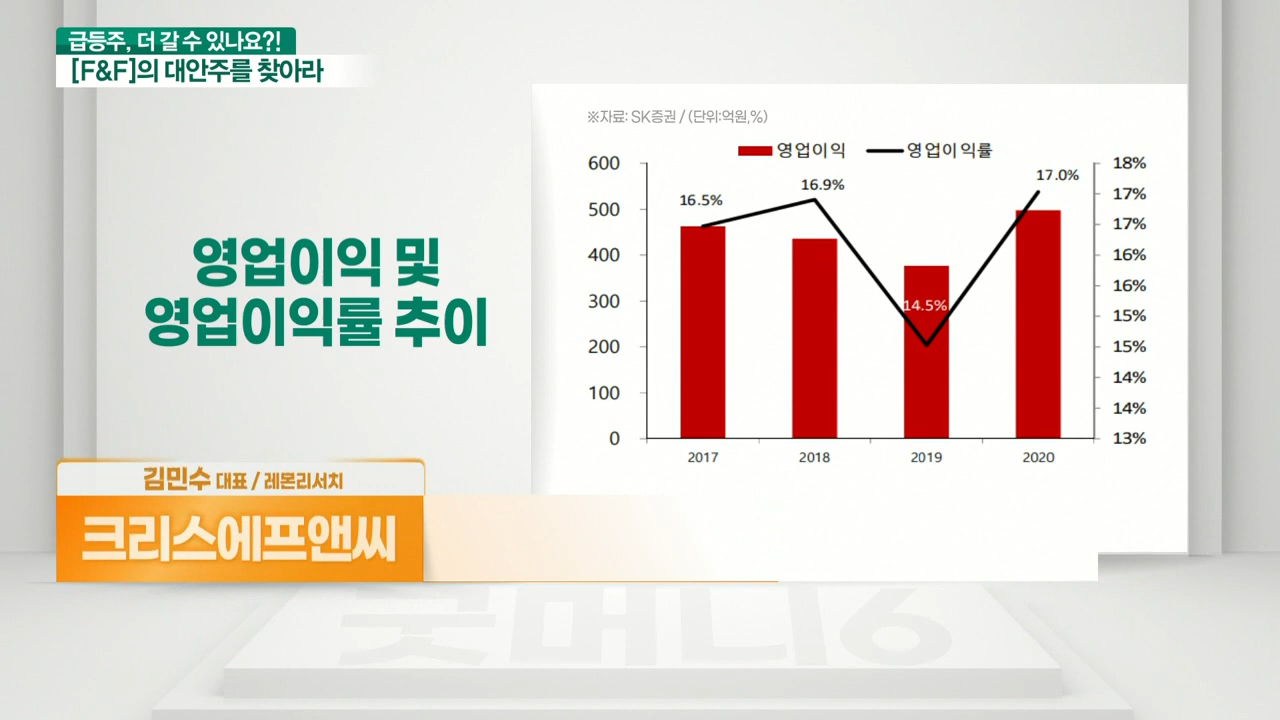 급등주, 더 갈 수 있나요?!
[F&F]의 대안주를 찾아라
※자료: SK증권 / (단위:억원,%)
영업이익 및
영업이익률 추이
영업이익 영업이익률
600
500
400
300
200
100
0
18%
17%
17%
16%
16%
15%
15%
14%
14%
13%
16.5%
16.9%
14.5%
17.0%
2017 2018 2019 2020
김민수 대표 / 레몬리서치
크리스에프앤씨
굿머니6